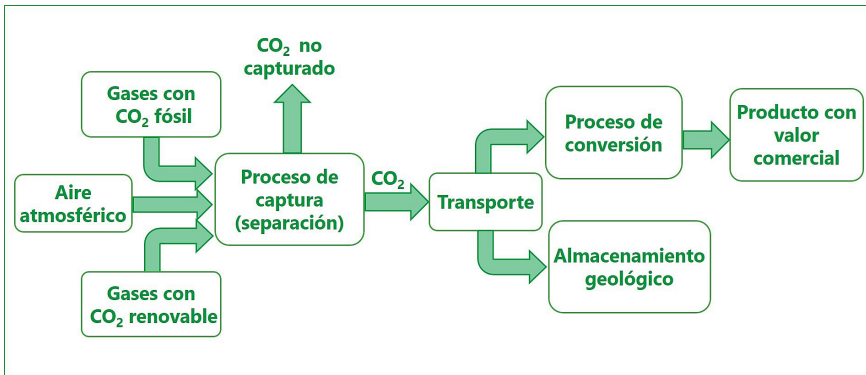 CO₂ no
capturado
Gases con
CO₂ fósil
Aire
atmosférico
Gases con
CO₂ renovable
Proceso de
captura
(separación)
CO₂
Transporte
Proceso de
conversión
Producto con
valor
comercial
Almacenamiento
geológico